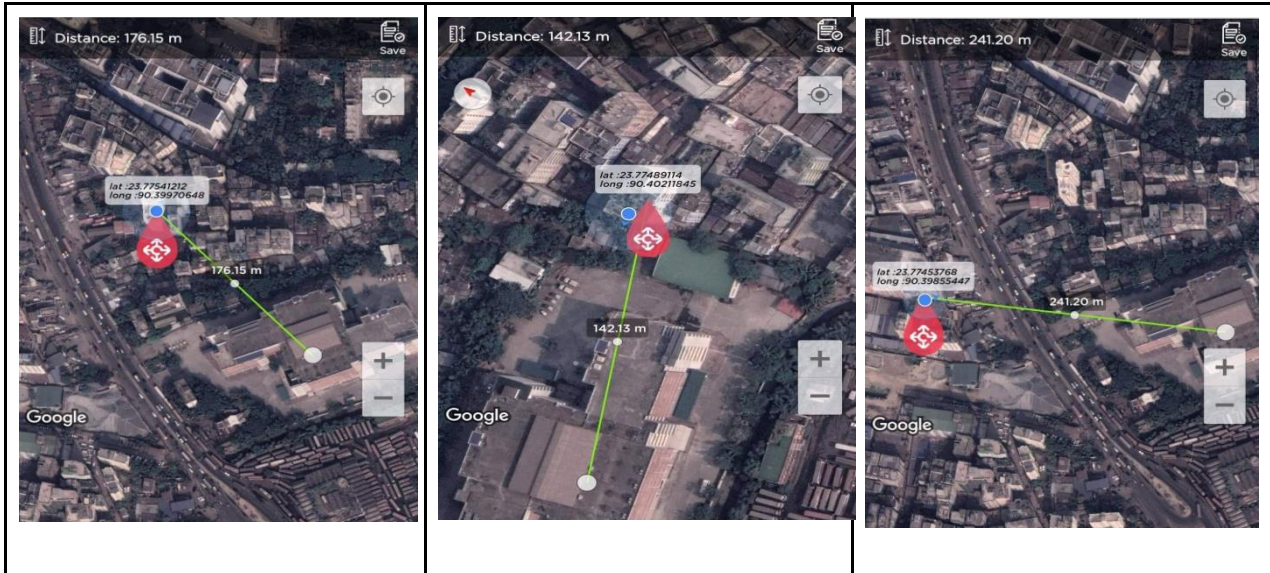 Distance: 176.15 m
Save
lat :23.77541212
long :90.39970648
176.15 m
+
−
Google
Distance: 142.13 m
Save
lat :23.77489114
long :90.40211845
142.13 m
+
−
Google
Distance: 241.20 m
Save
lat :23.77453768
long :90.39855447
241.20 m
+
−
Google